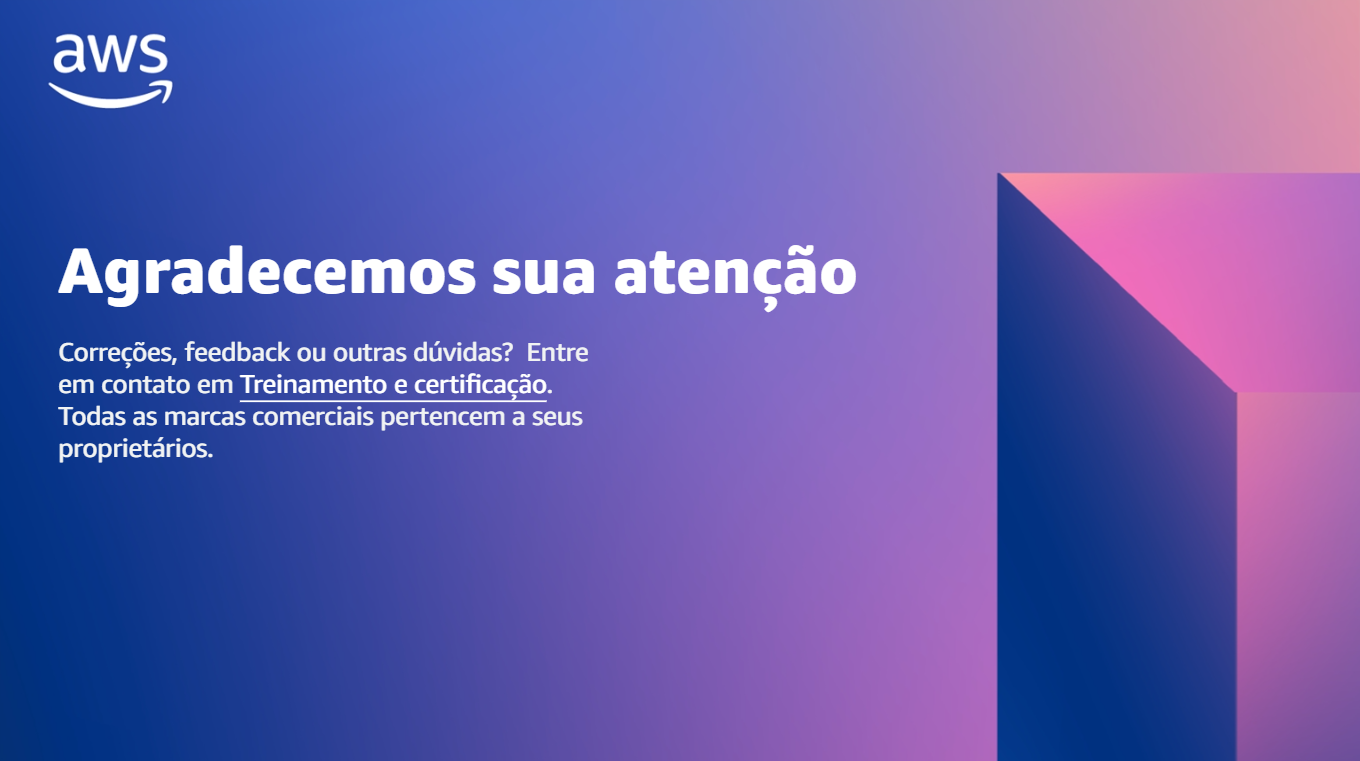 aws
Agradecemos sua atenção
Correções, feedback ou outras dúvidas?  Entre
em contato em Treinamento e certificação.
Todas as marcas comerciais pertencem a seus
proprietários.